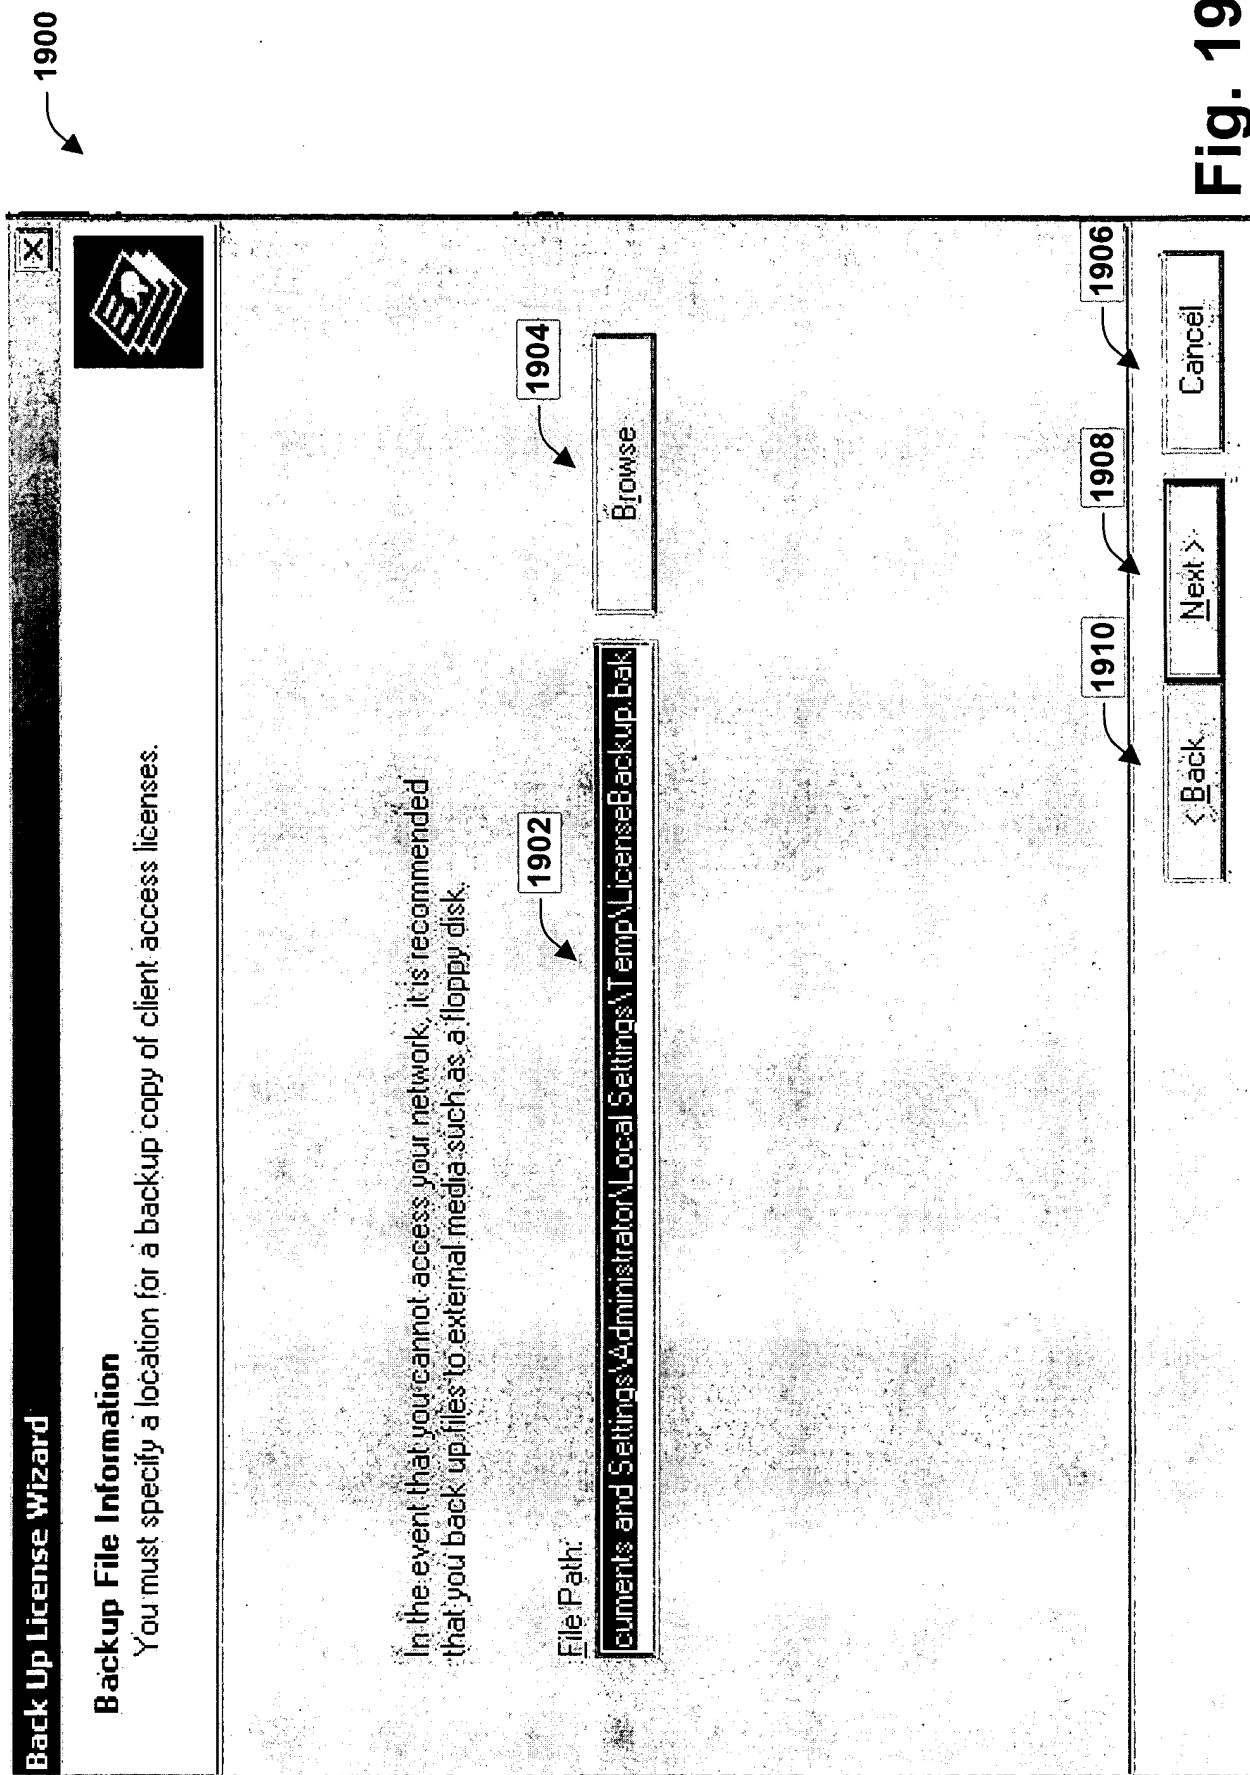 1900
Back Up License Wizard
Backup File Information
You must specify a location for a backup copy of client access licenses.
In the event that you cannot access your network, it is recommended
that you back up files to external media such as a floppy disk.
1902
1904
File Path:
cuments and Settings\Administrator\Local Settings\Temp\LicenseBackup.bak
Browse
1910
1908
1906
< Back
Next >
Cancel
Fig. 19